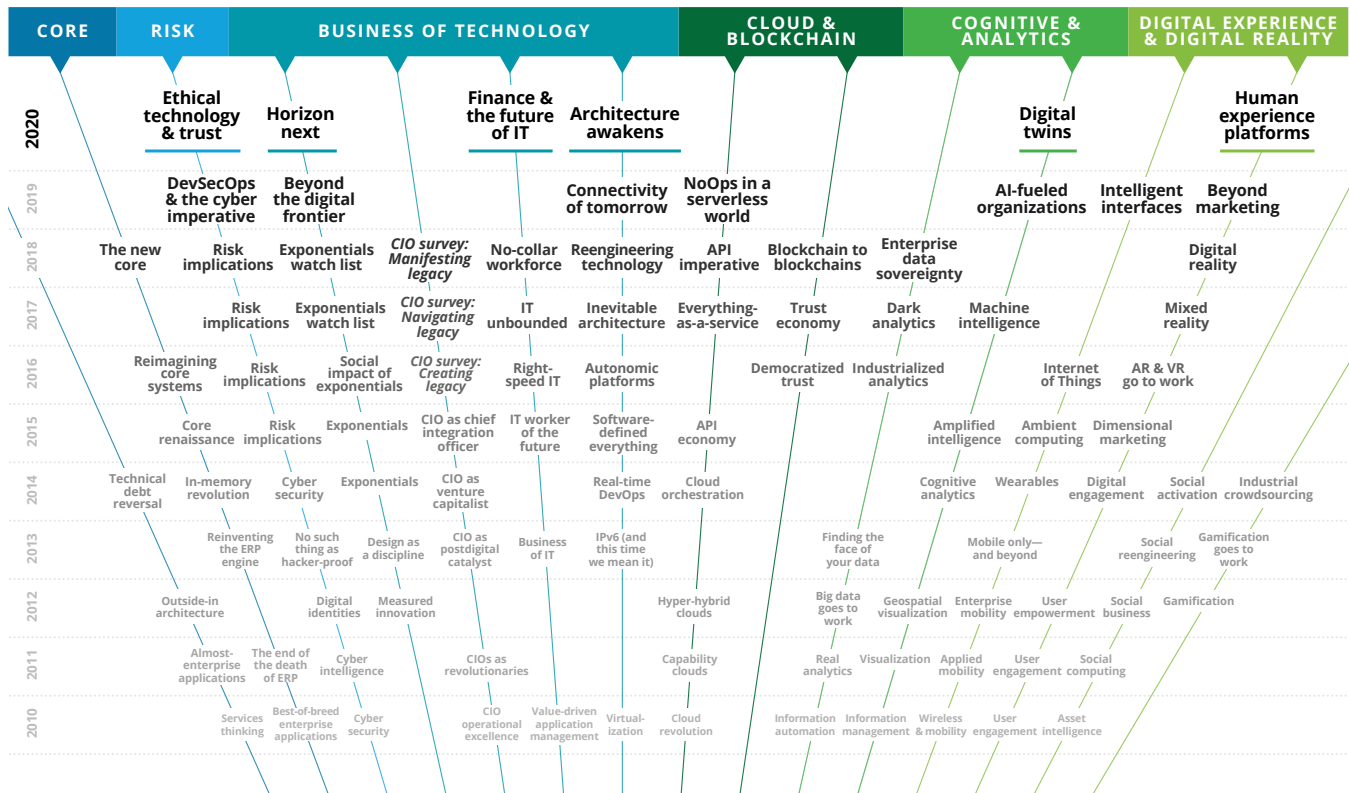 CORE
RISK
BUSINESS OF TECHNOLOGY
CLOUD &
BLOCKCHAIN
COGNITIVE &
ANALYTICS
DIGITAL EXPERIENCE
& DIGITAL REALITY
2020
Ethical
technology
& trust
Horizon
next
Finance &
the future
of IT
Architecture
awakens
Digital
twins
Human
experience
platforms
2019
DevSecOps
& the cyber
imperative
Beyond
the digital
frontier
Connectivity
of tomorrow
NoOps in a
serverless
world
AI-fueled
organizations
Intelligent
interfaces
Beyond
marketing
2018
The new
core
Risk
implications
Exponentials
watch list
CIO survey:
Manifesting
legacy
No-collar
workforce
Reengineering
technology
API
imperative
Blockchain to
blockchains
Enterprise
data
sovereignty
Digital
reality
2017
Risk
implications
Exponentials
watch list
CIO survey:
Navigating
legacy
IT
unbounded
Inevitable
architecture
Everything-
as-a-service
Trust
economy
Dark
analytics
Machine
intelligence
Mixed
reality
2016
Reimagining
core
systems
Risk
implications
Social
impact of
exponentials
CIO survey:
Creating
legacy
Right-
speed IT
Autonomic
platforms
Democratized
trust
Industrialized
analytics
Internet
of Things
AR & VR
go to work
2015
Core
renaissance
Risk
implications
Exponentials
CIO as chief
integration
officer
IT worker
of the
future
Software-
defined
everything
API
economy
Amplified
intelligence
Ambient
computing
Dimensional
marketing
2014
Technical
debt
reversal
In-memory
revolution
Cyber
security
Exponentials
CIO as
venture
capitalist
Real-time
DevOps
Cloud
orchestration
Cognitive
analytics
Wearables
Digital
engagement
Social
activation
Industrial
crowdsourcing
2013
Reinventing
the ERP
engine
No such
thing as
hacker-proof
Design as
a discipline
CIO as
postdigital
catalyst
Business
of IT
IPv6 (and
this time
we mean it)
Finding the
face of
your data
Mobile only—
and beyond
Social
reengineering
Gamification
goes to
work
2012
Outside-in
architecture
Digital
identities
Measured
innovation
Hyper-hybrid
clouds
Big data
goes to
work
Geospatial
visualization
Enterprise
mobility
User
empowerment
Social
business
Gamification
2011
Almost-
enterprise
applications
The end of
the death
of ERP
Cyber
intelligence
CIOs as
revolutionaries
Capability
clouds
Real
analytics
Visualization
Applied
mobility
User
engagement
Social
computing
2010
Services
thinking
Best-of-breed
enterprise
applications
Cyber
security
CIO
operational
excellence
Value-driven
application
management
Virtual-
ization
Cloud
revolution
Information
automation
Information
management
Wireless
& mobility
User
engagement
Asset
intelligence